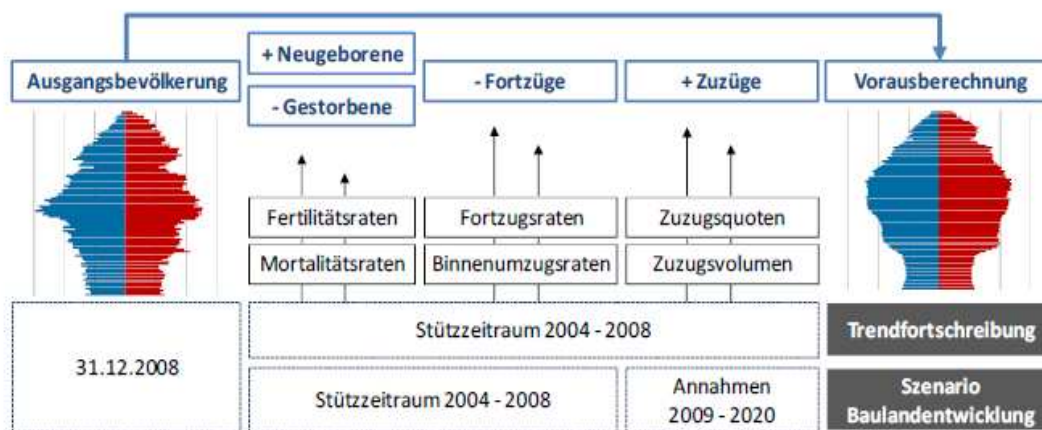 + Neugeborene
Ausgangsbevölkerung
- Gestorbene
- Fortzüge
+ Zuzüge
Vorausberechnung
Fertilitätsraten
Fortzugsraten
Zuzugsquoten
Mortalitätsraten
Binnenumzugsraten
Zuzugsvolumen
31.12.2008
Stützzeitraum 2004 - 2008
Trendfortschreibung
Stützzeitraum 2004 - 2008
Annahmen
2009 - 2020
Szenario
Baulandentwicklung